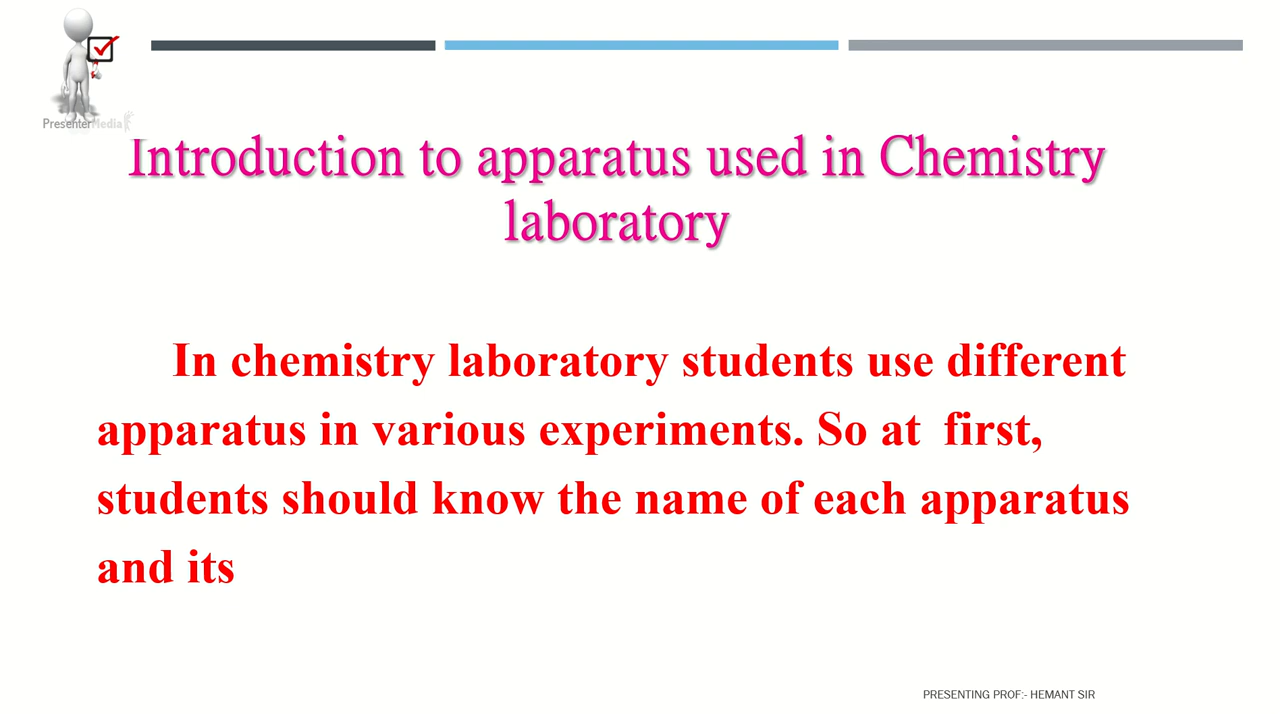 PresenterMedia
Introduction to apparatus used in Chemistry
laboratory
In chemistry laboratory students use different
apparatus in various experiments. So at first,
students should know the name of each apparatus
and its
PRESENTING PROF:- HEMANT SIR